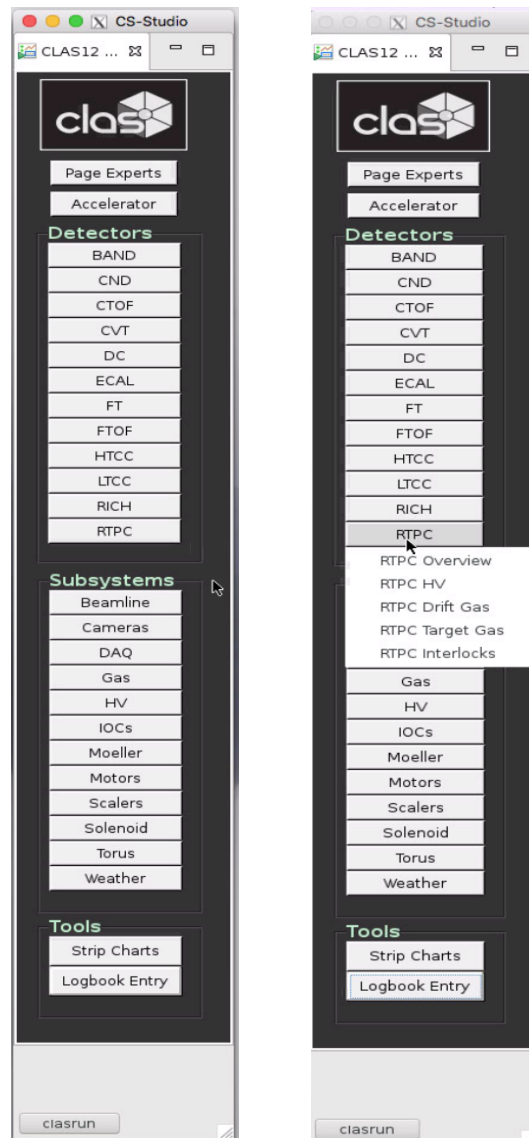 CS-Studio
CLAS12 ...
clas
Page Experts
Accelerator
Detectors
BAND
CND
CTOF
CVT
DC
ECAL
FT
FTOF
HTCC
LTCC
RICH
RTPC
Subsystems
Beamline
Cameras
DAQ
Gas
HV
IOCs
Moeller
Motors
Scalers
Solenoid
Torus
Weather
Tools
Strip Charts
Logbook Entry
clasrun
CS-Studio
CLAS12 ...
clas
Page Experts
Accelerator
Detectors
BAND
CND
CTOF
CVT
DC
ECAL
FT
FTOF
HTCC
LTCC
RICH
RTPC
RTPC Overview
RTPC HV
RTPC Drift Gas
RTPC Target Gas
RTPC Interlocks
Gas
HV
IOCs
Moeller
Motors
Scalers
Solenoid
Torus
Weather
Tools
Strip Charts
Logbook Entry
clasrun